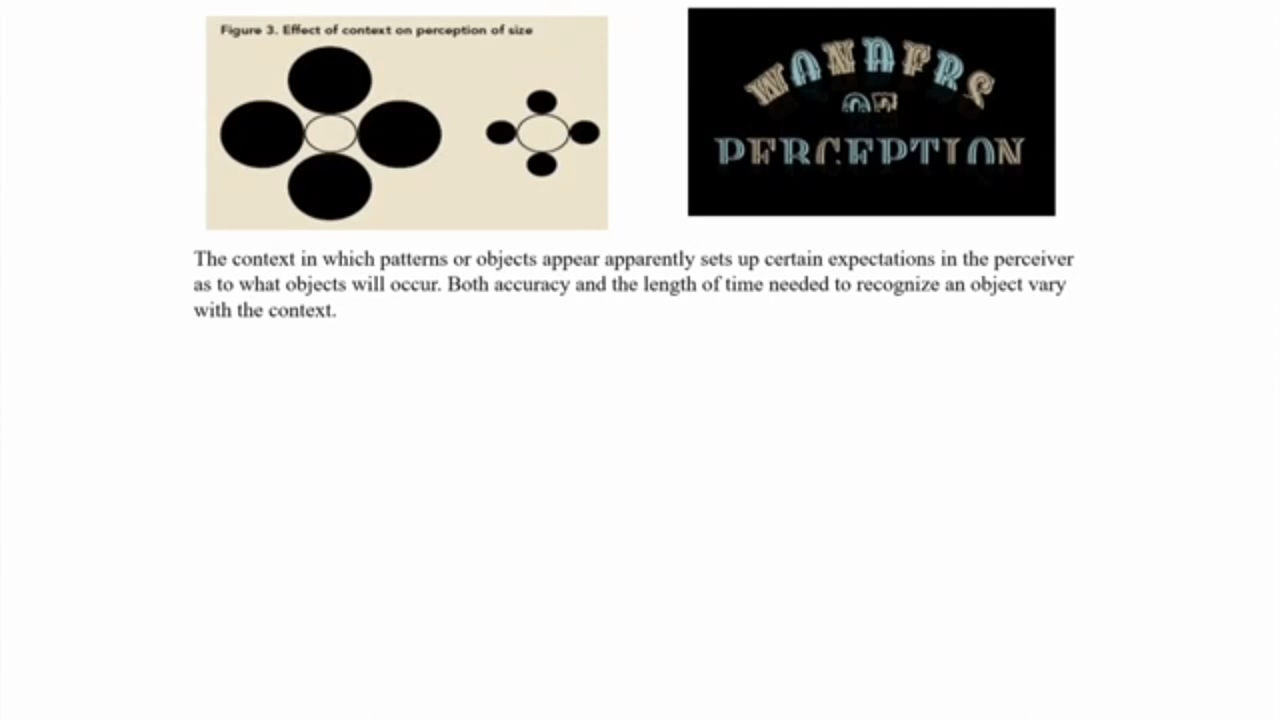 Figure 3. Effect of context on perception of size
WANAFRS
OF
PERCEPTION
The context in which patterns or objects appear apparently sets up certain expectations in the perceiver
as to what objects will occur. Both accuracy and the length of time needed to recognize an object vary
with the context.